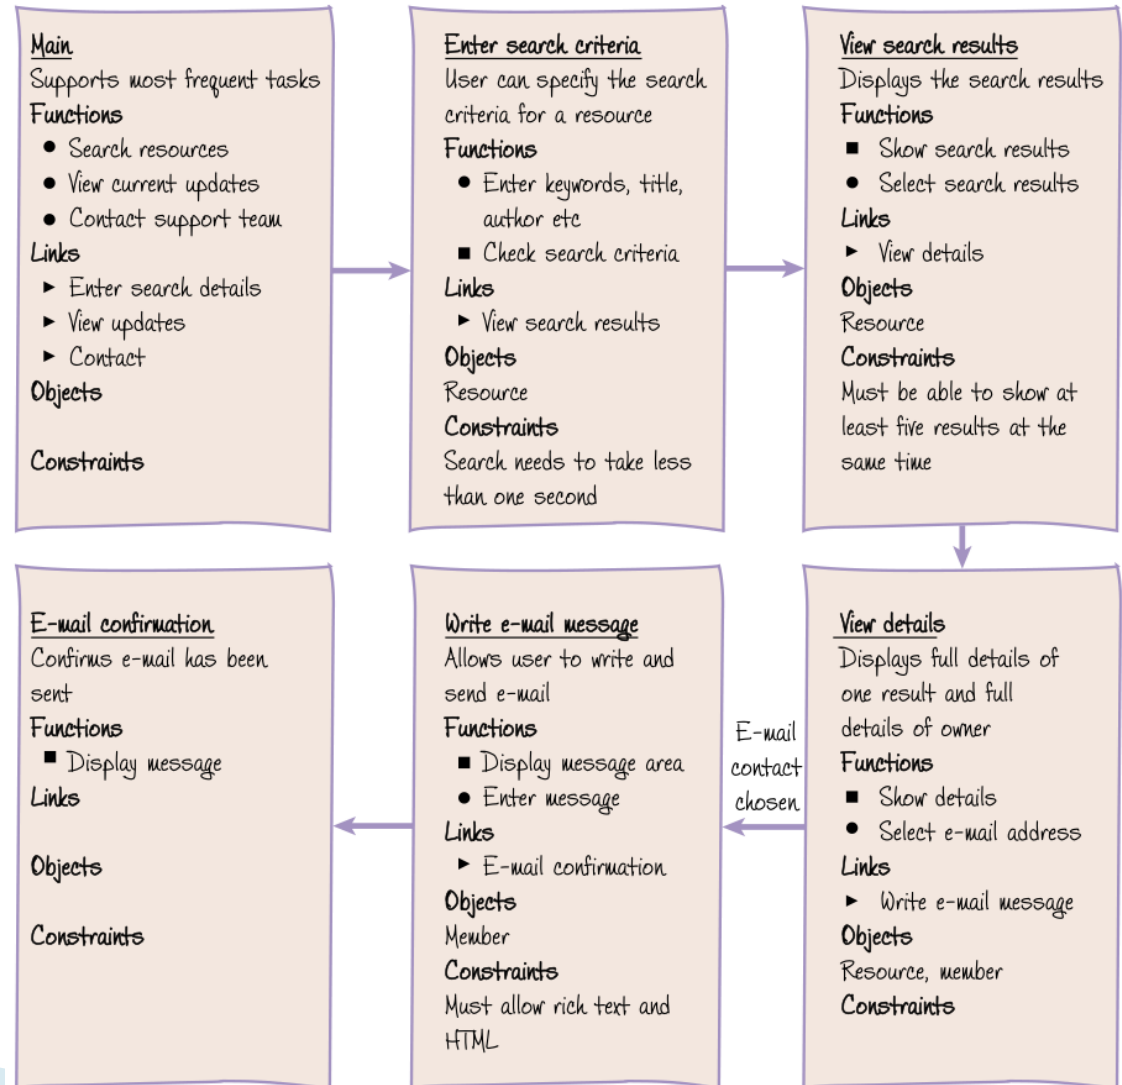 Main
Supports most frequent tasks
Functions
● Search resources
● View current updates
● Contact support team
Links
► Enter search details
► View updates
► Contact
Objects
Constraints
Enter search criteria
User can specify the search
criteria for a resource
Functions
● Enter keywords, title,
author etc
■ Check search criteria
Links
► View search results
Objects
Resource
Constraints
Search needs to take less
than one second
View search results
Displays the search results
Functions
■ Show search results
● Select search results
Links
► View details
Objects
Resource
Constraints
Must be able to show at
least five results at the
same time
View details
Displays full details of
one result and full
details of owner
Functions
■ Show details
● Select e-mail address
Links
► Write e-mail message
Objects
Resource, member
Constraints
E-mail
contact
chosen
Write e-mail message
Allows user to write and
send e-mail
Functions
■ Display message area
● Enter message
Links
► E-mail confirmation
Objects
Member
Constraints
Must allow rich text and
HTML
E-mail confirmation
Confirms e-mail has been
sent
Functions
■ Display message
Links
Objects
Constraints